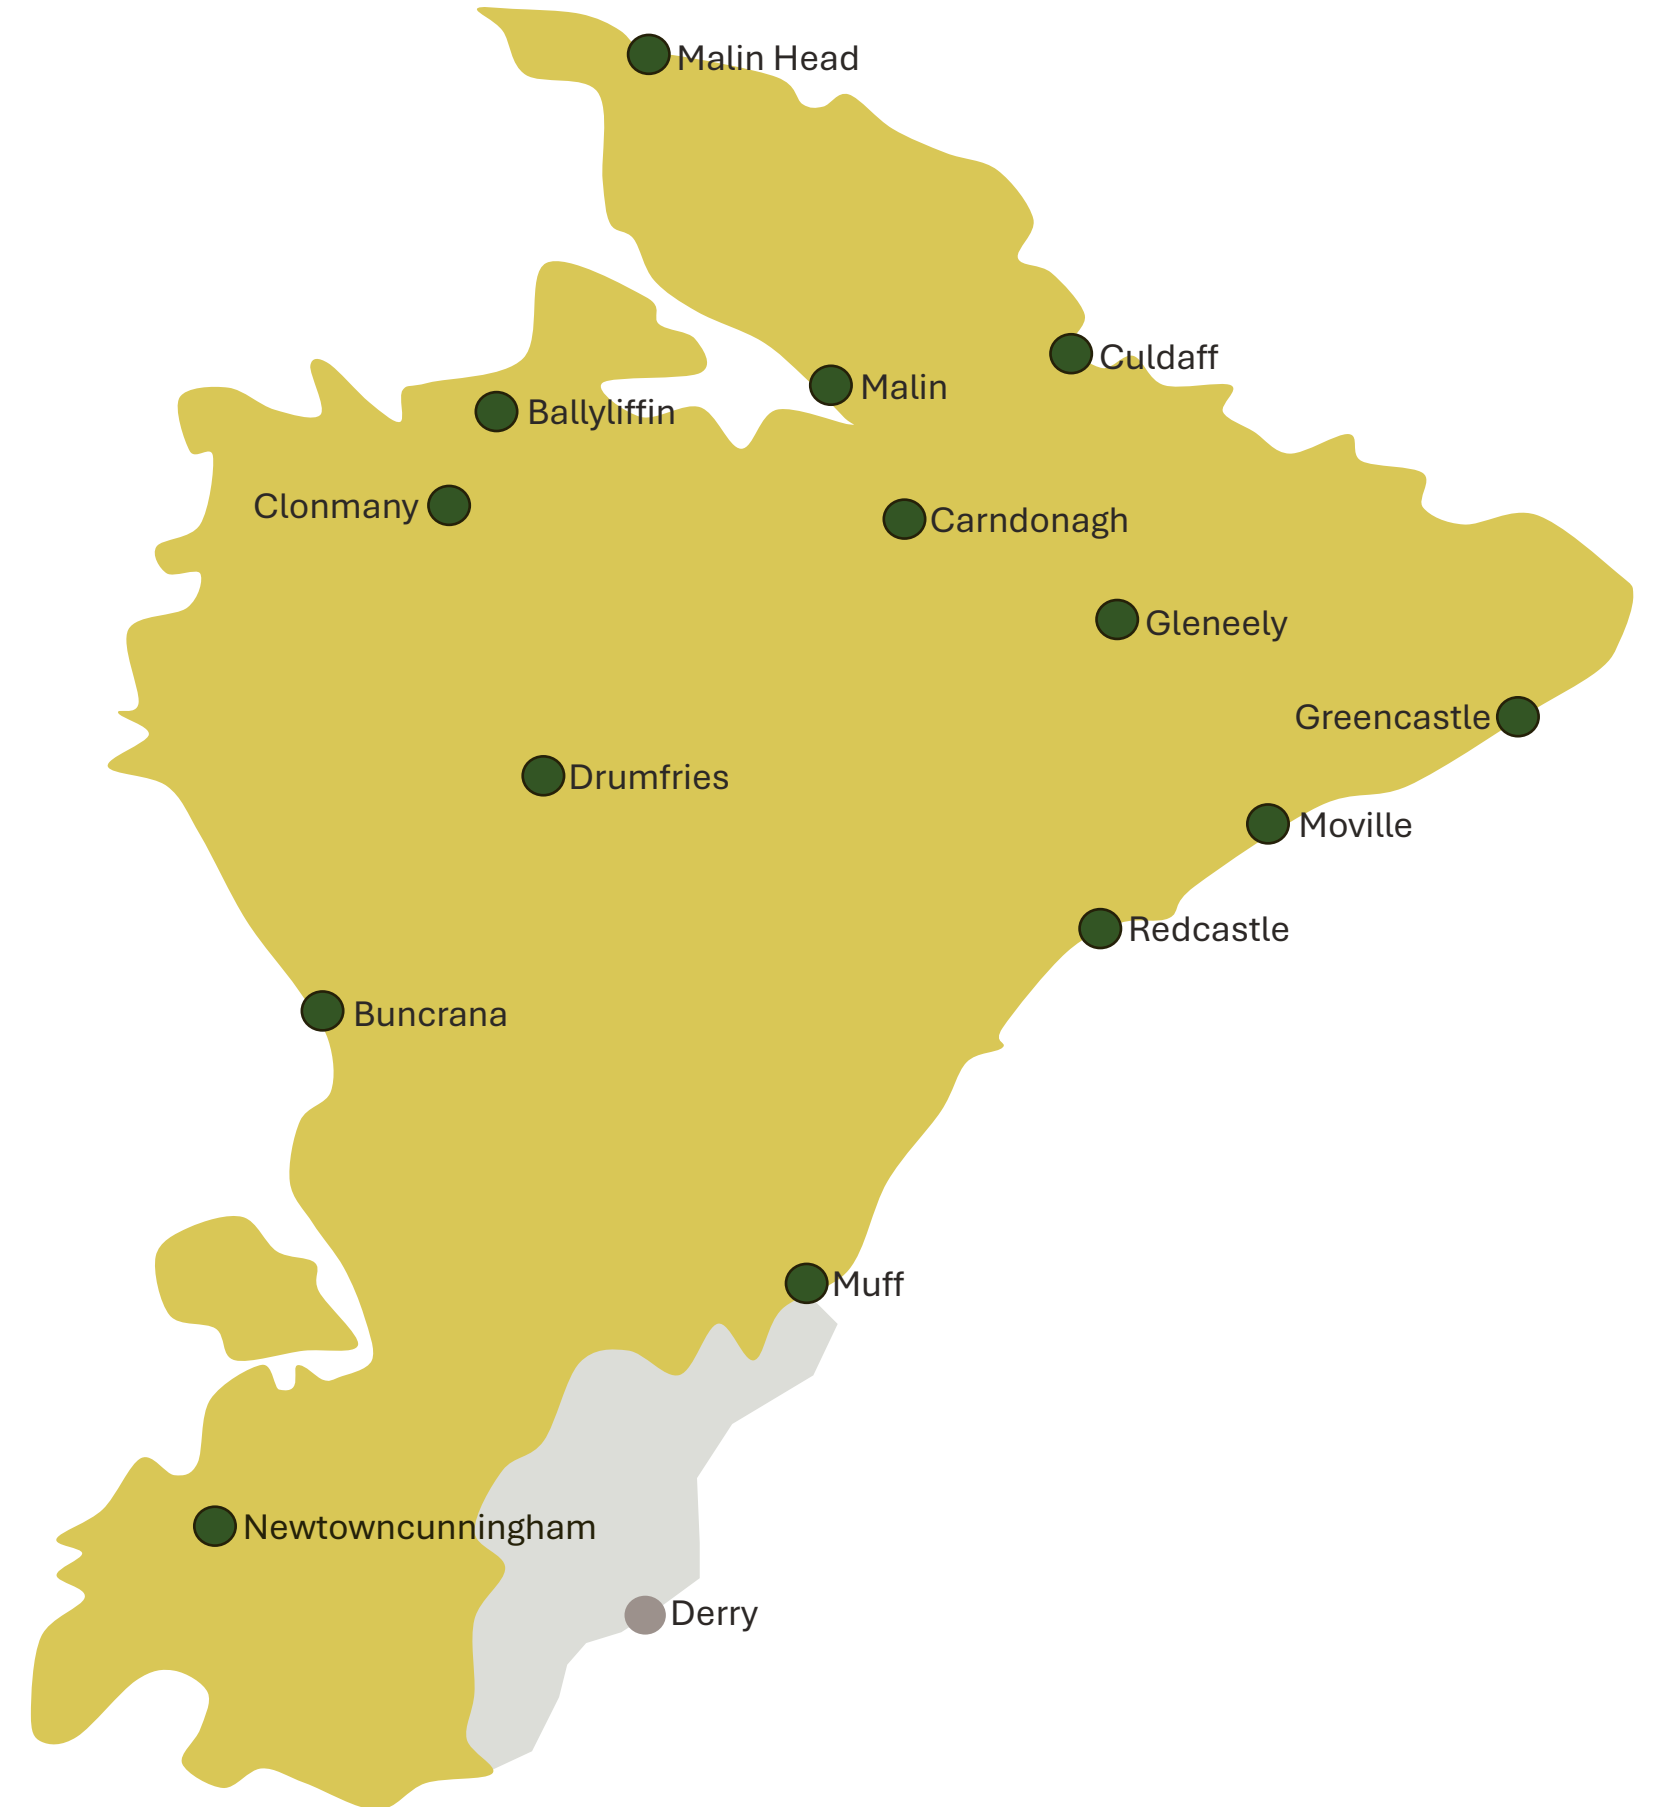 Malin Head
Culdaff
Malin
Ballyliffin
Clonmany
Carndonagh
Gleneely
Greencastle
Drumfries
Moville
Redcastle
Buncrana
Muff
Newtowncunningham
Derry